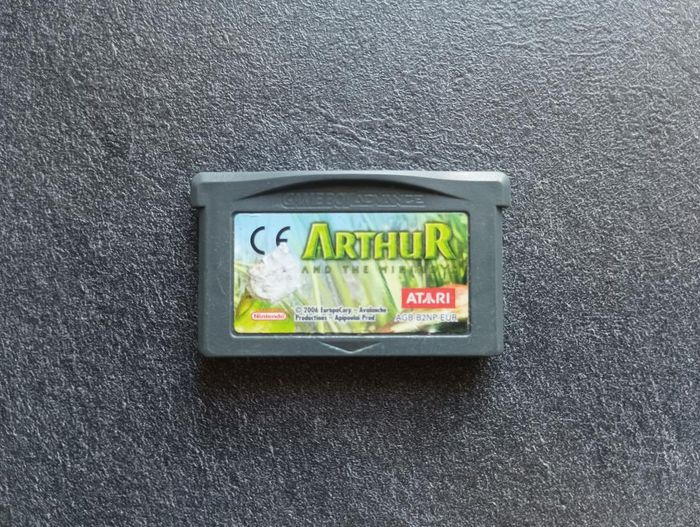 GAME BOY ADVANCE
CE
ARTHUR
AND THE
Nintendo
© 2006 EuropaCorp - Avalanche
Productions - Apipoulaï Prod
ATARI
AGB-B2NP-EUR